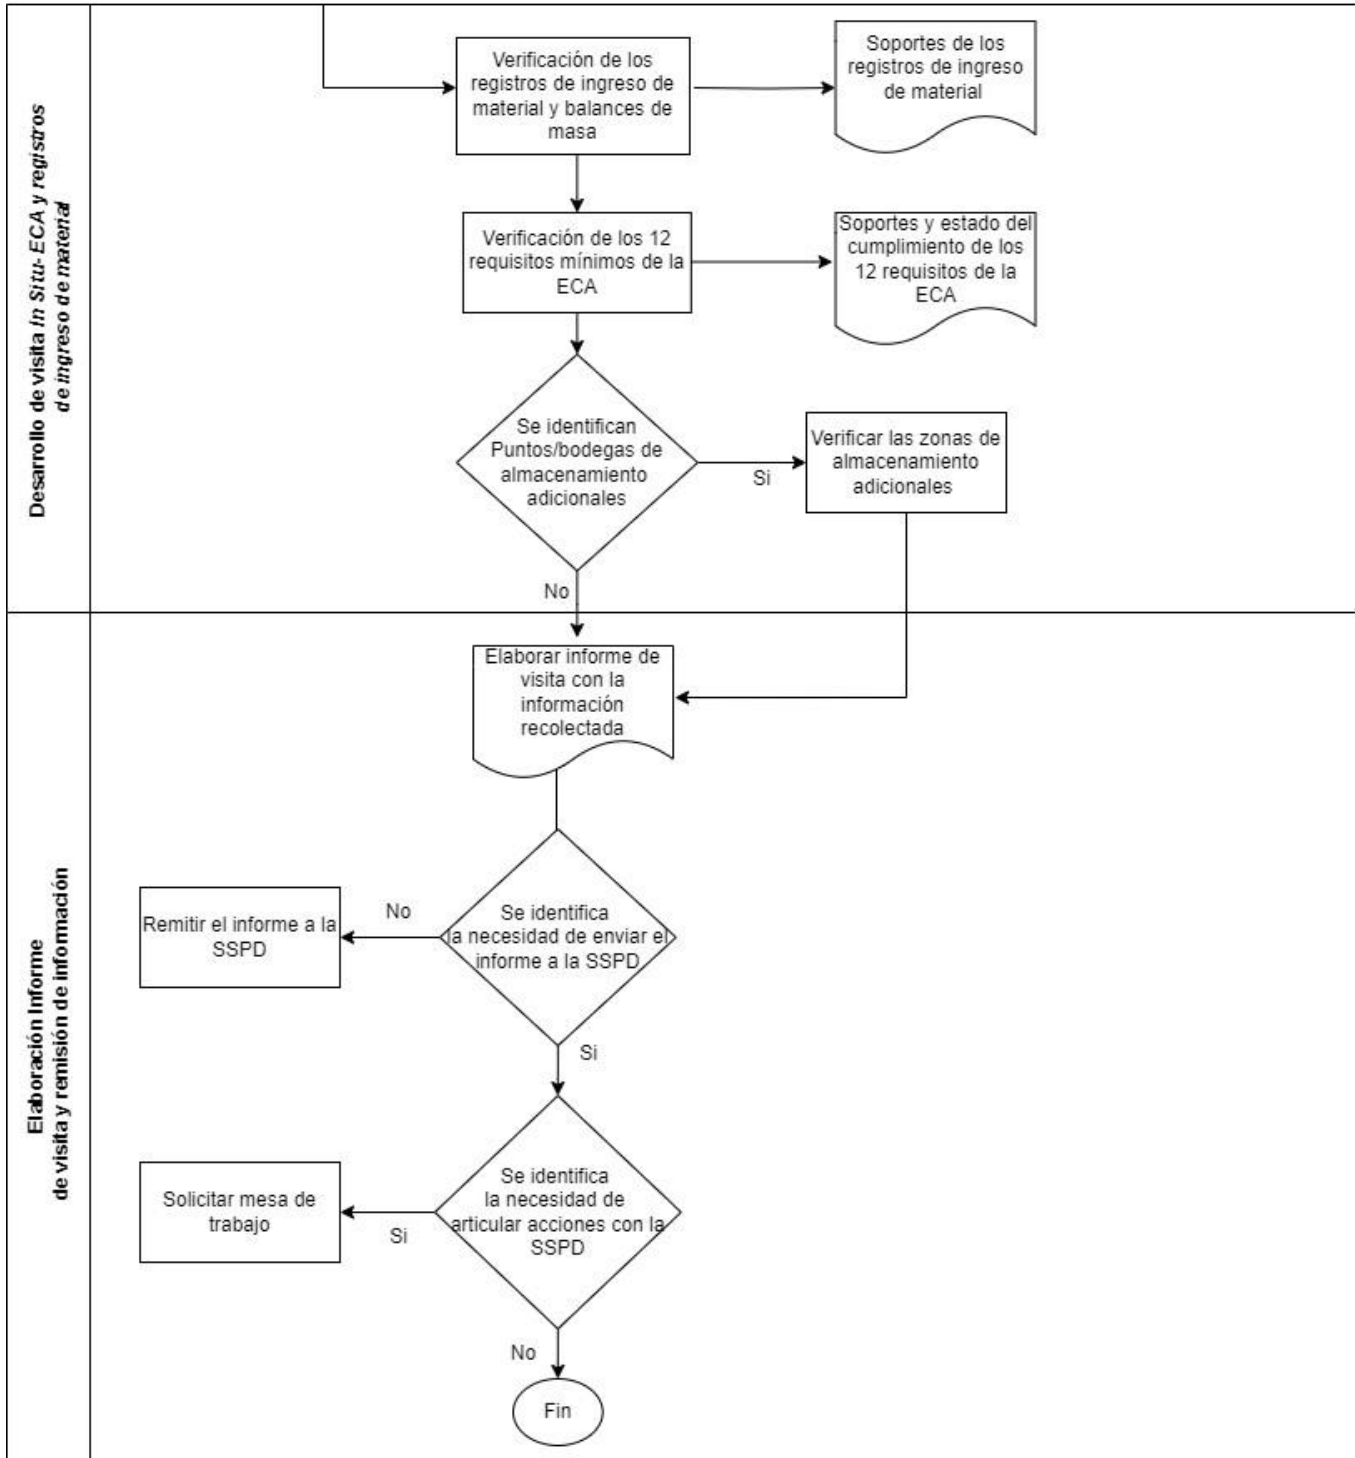 Desarrollo de visita In Situ- ECA y registros
de ingreso de material
Verificación de los
registros de ingreso de
material y balances de
masa
Soportes de los
registros de ingreso
de material
Verificación de los 12
requisitos mínimos de la
ECA
Soportes y estado del
cumplimiento de los
12 requisitos de la
ECA
Se identifican
Puntos/bodegas de
almacenamiento
adicionales
Si
Verificar las zonas de
almacenamiento
adicionales
No
Elaboración Informe
de visita y remisión de información
Elaborar informe de
visita con la
información
recolectada
Se identifica
la necesidad de enviar el
informe a la SSPD
No
Remitir el informe a la
SSPD
Si
Se identifica
la necesidad de
articular acciones con la
SSPD
Si
Solicitar mesa de
trabajo
No
Fin